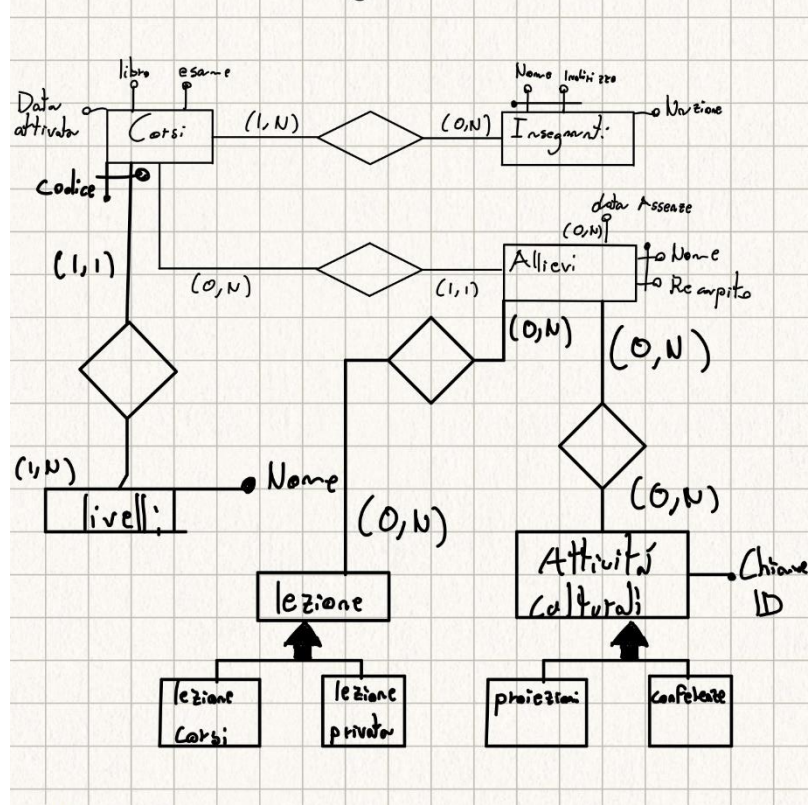 libro esame
Nome Indirizzo
Data
attivata
Corsi
(1,N)
(0,N)
Insegnanti
Nazione
Codice
data Assenze
(0,N)
(1,1)
Allievi
Nome
Recapito
(0,N)
(1,1)
(0,N)
(0,N)
(1,N)
Nome
livelli
(0,N)
(0,N)
Attività
Culturali
Chiave
ID
lezione
lezione
Corsi
lezione
privata
proiezioni
conferenze